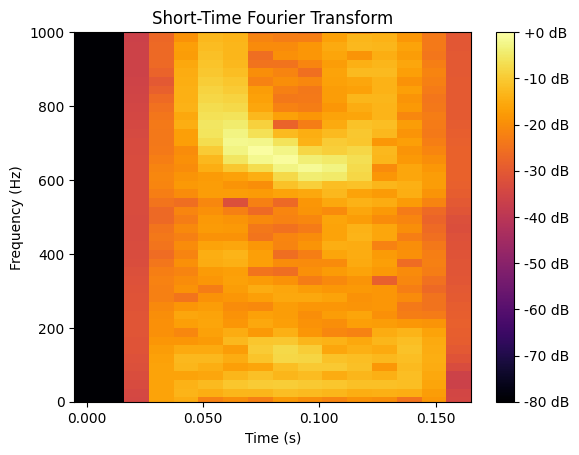 Short-Time Fourier Transform
Frequency (Hz)
1000
800
600
400
200
0
0.000
0.050
0.100
0.150
Time (s)
+0 dB
-10 dB
-20 dB
-30 dB
-40 dB
-50 dB
-60 dB
-70 dB
-80 dB